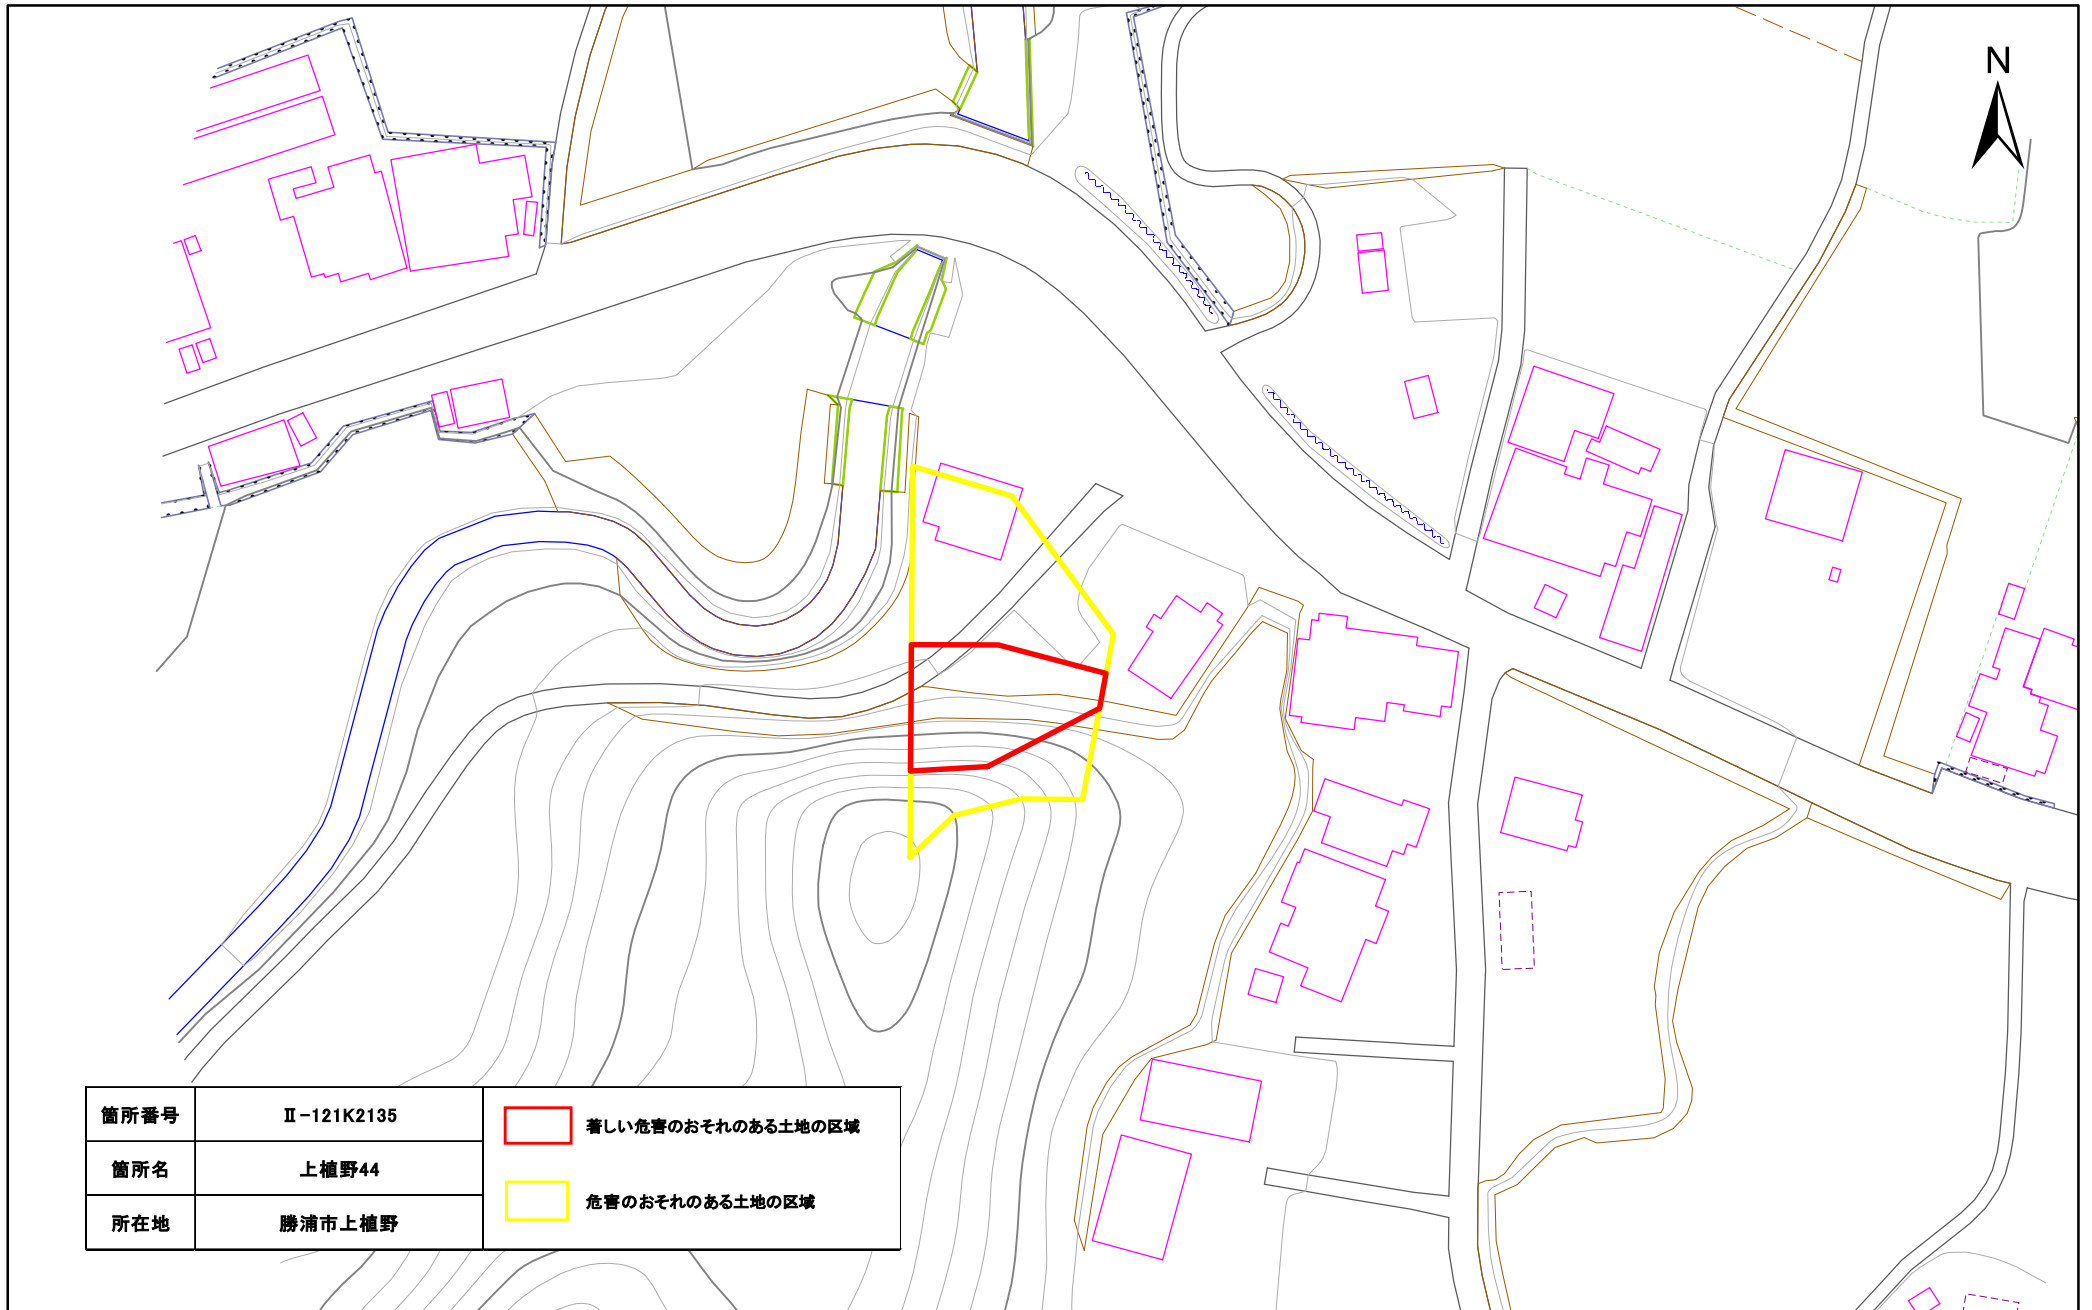 N
箇所番号 Ⅱ-121K2135
箇所名 上植野44
所在地 勝浦市上植野
著しい危害のおそれのある土地の区域
危害のおそれのある土地の区域